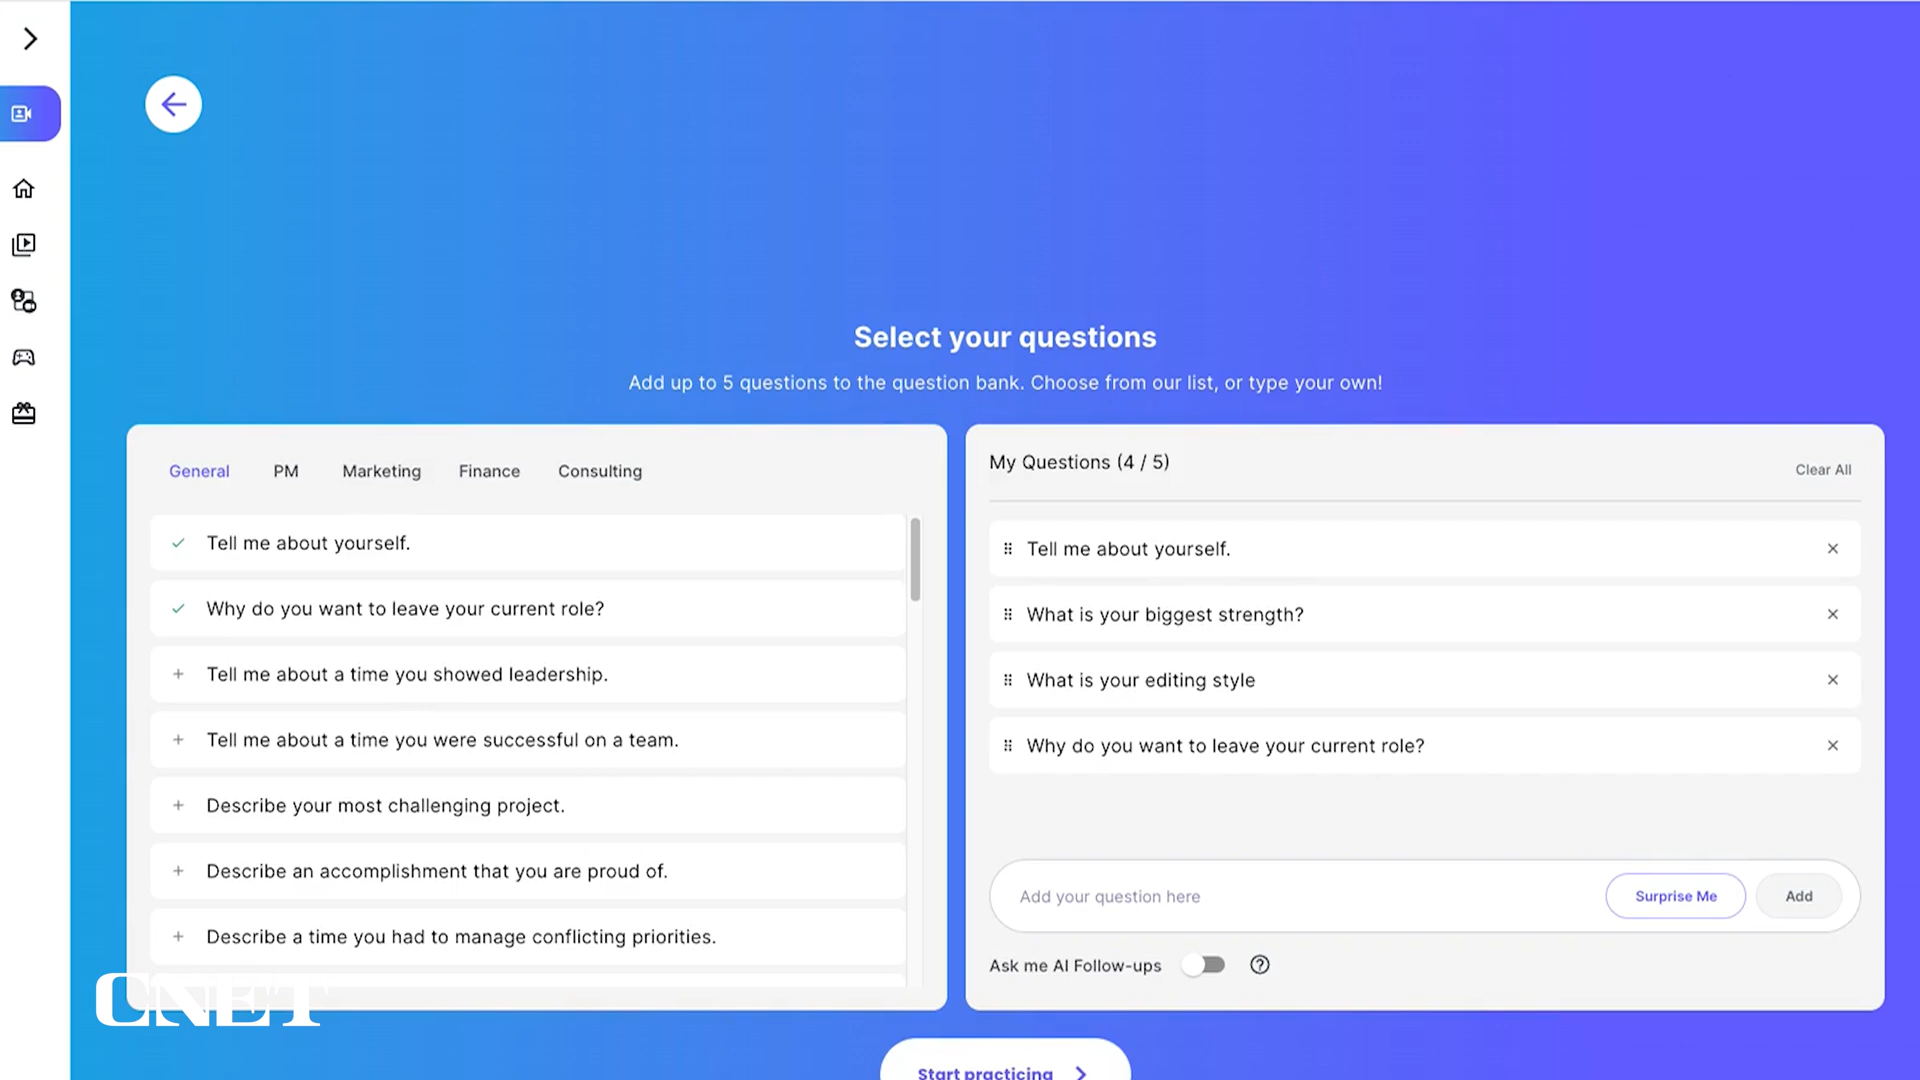 Select your questions
Add up to 5 questions to the question bank. Choose from our list, or type your own!
General PM Marketing Finance Consulting
Tell me about yourself.
Why do you want to leave your current role?
Tell me about a time you showed leadership.
Tell me about a time you were successful on a team.
Describe your most challenging project.
Describe an accomplishment that you are proud of.
Describe a time you had to manage conflicting priorities.
My Questions (4 / 5)
Clear All
Tell me about yourself.
What is your biggest strength?
What is your editing style
Why do you want to leave your current role?
Add your question here
Surprise Me
Add
Ask me AI Follow-ups
CNET
Start practicing